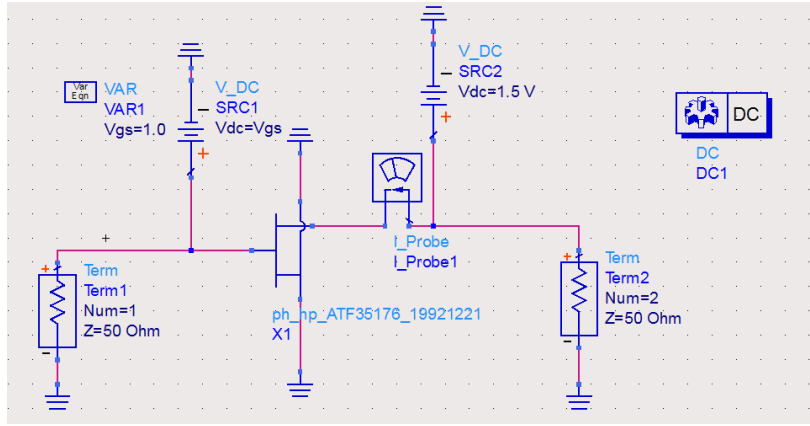 Var
Eqn
VAR
VAR1
Vgs=1.0
V_DC
SRC1
Vdc=Vgs
V_DC
SRC2
Vdc=1.5 V
DC
DC
DC1
I_Probe
I_Probe1
Term
Term1
Num=1
Z=50 Ohm
ph_hp_ATF35176_19921221
X1
Term
Term2
Num=2
Z=50 Ohm